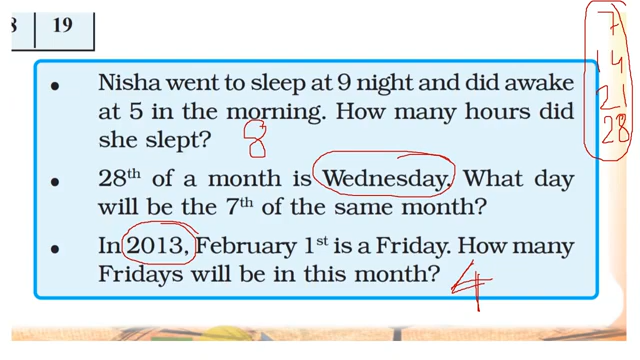 8 19
7
14
21
28
• Nisha went to sleep at 9 night and did awake
at 5 in the morning. How many hours did
she slept?
8
• 28th of a month is Wednesday. What day
will be the 7th of the same month?
• In 2013, February 1st is a Friday. How many
Fridays will be in this month?
4